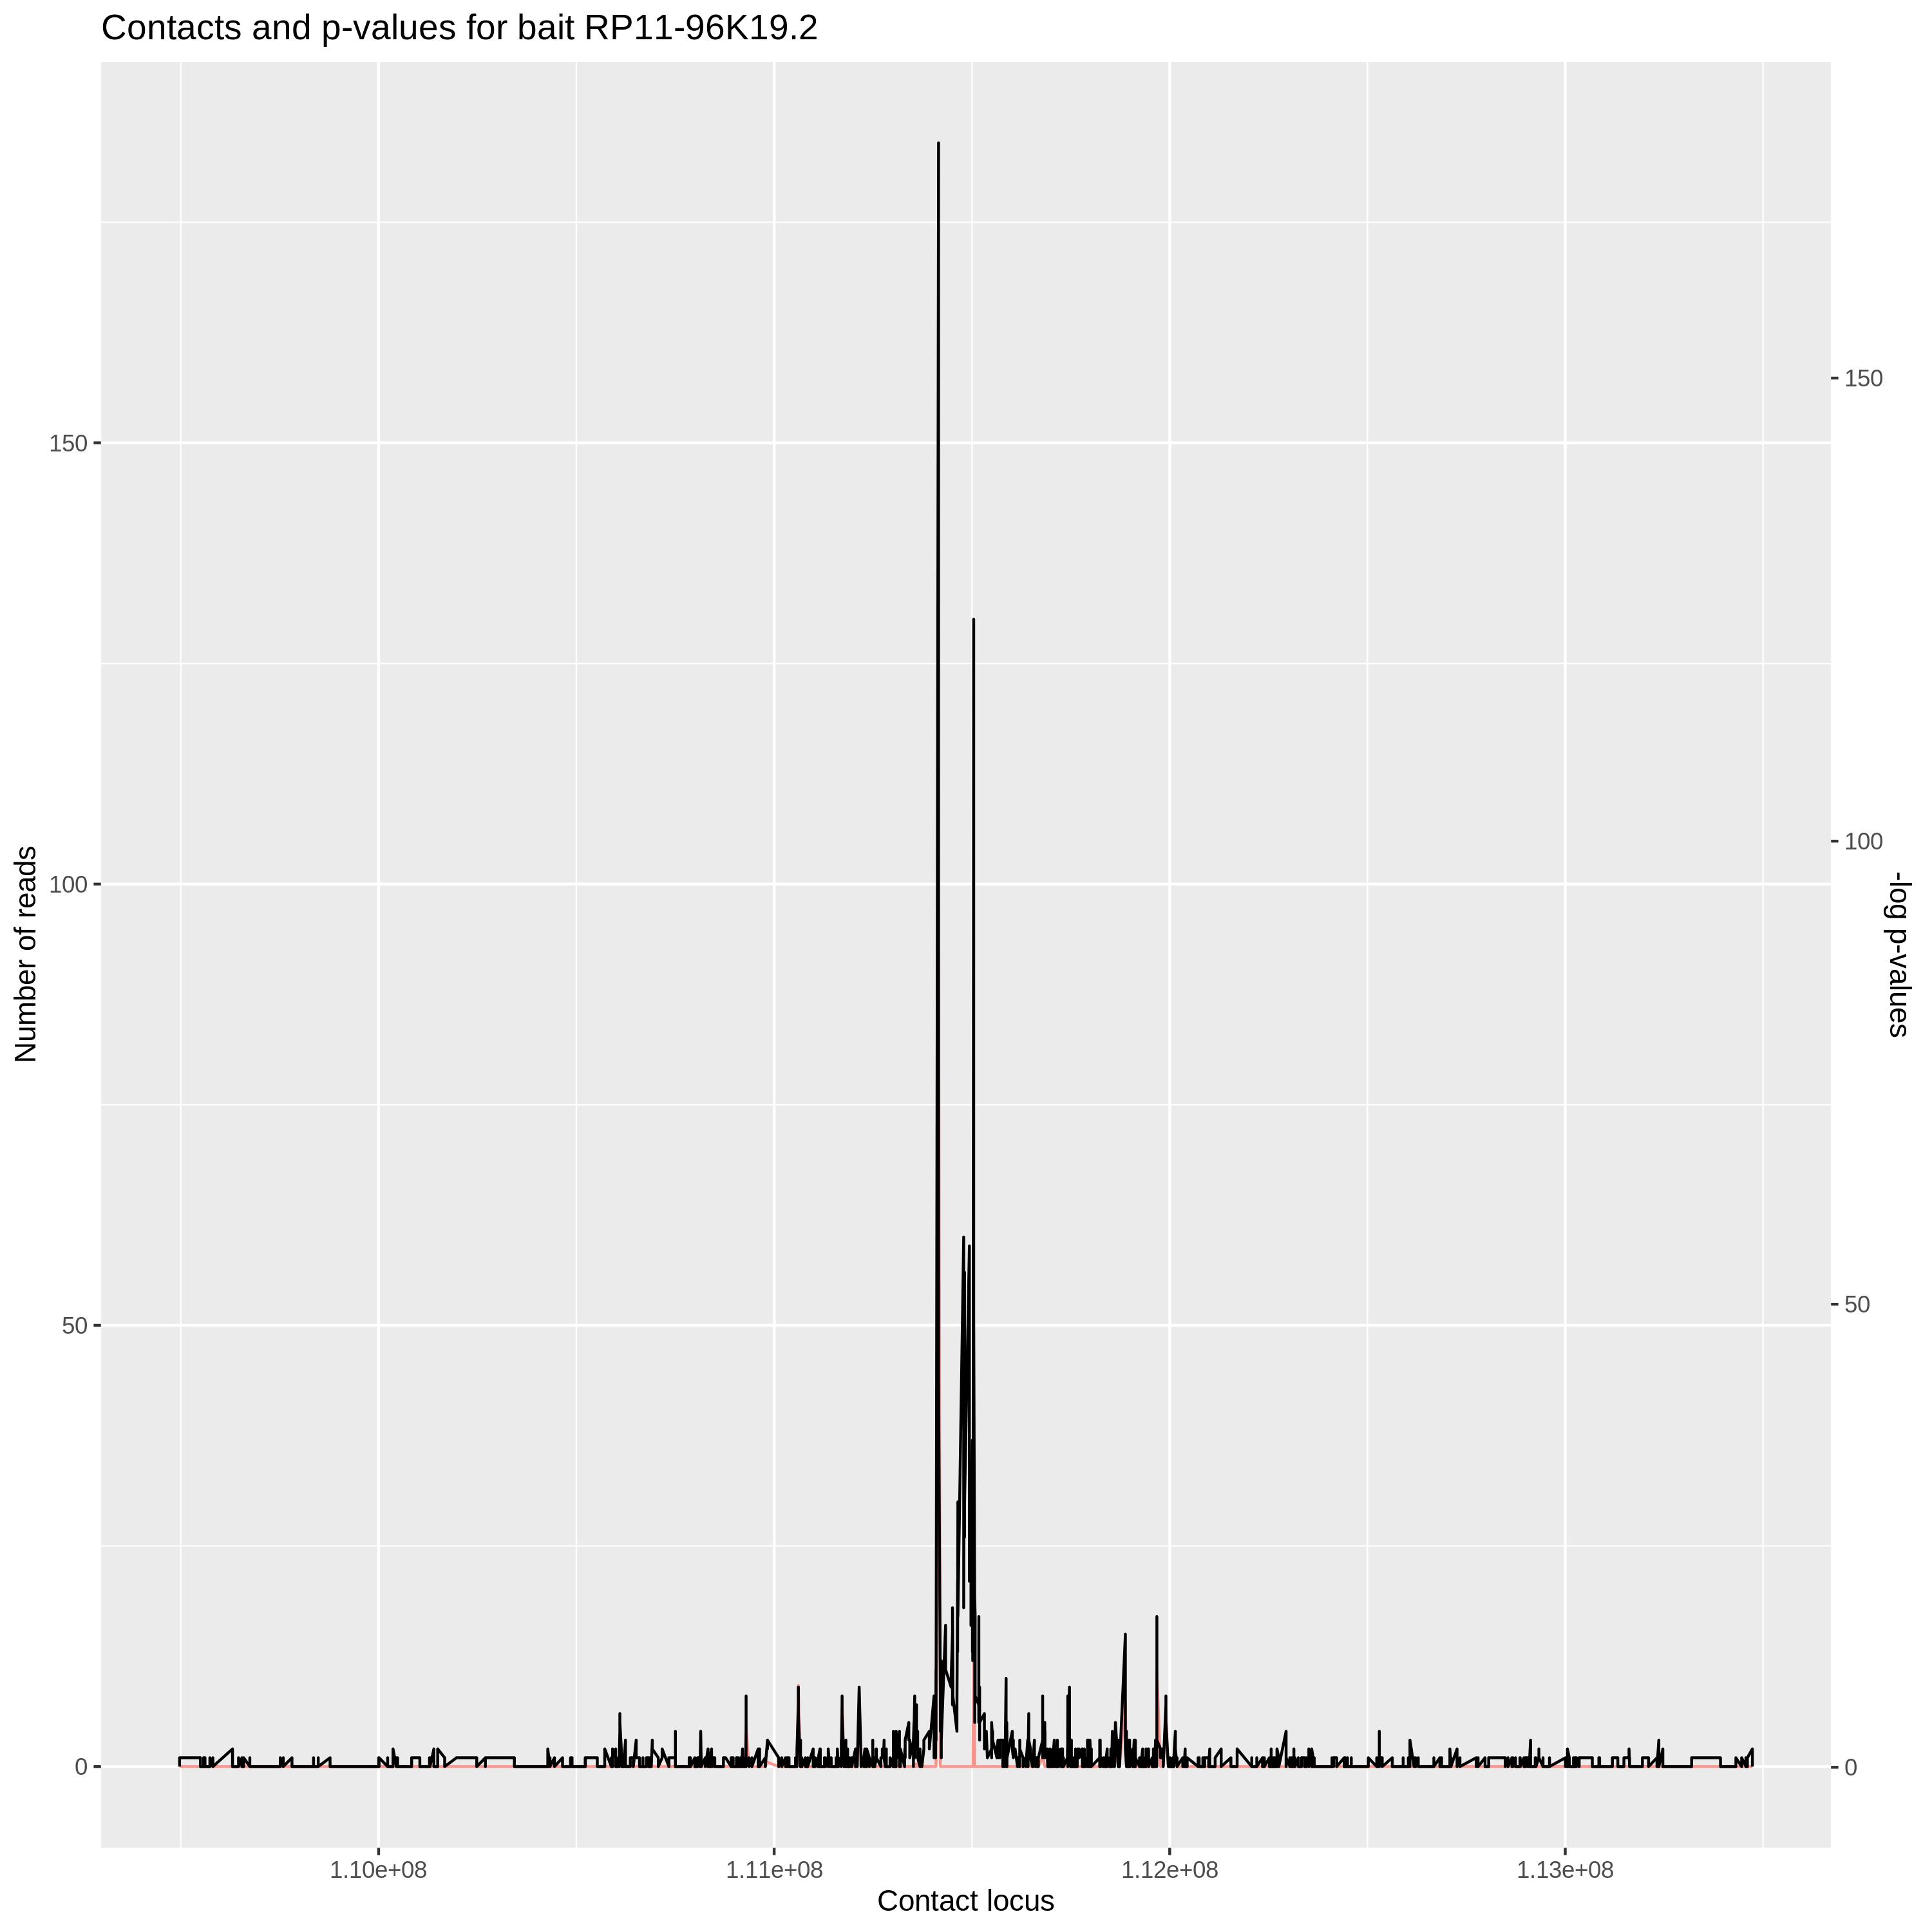 Contacts and p-values for bait RP11-96K19.2
Number of reads
150
100
50
0
150
100
50
0
-log p-values
1.10e+08
1.11e+08
1.12e+08
1.13e+08
Contact locus